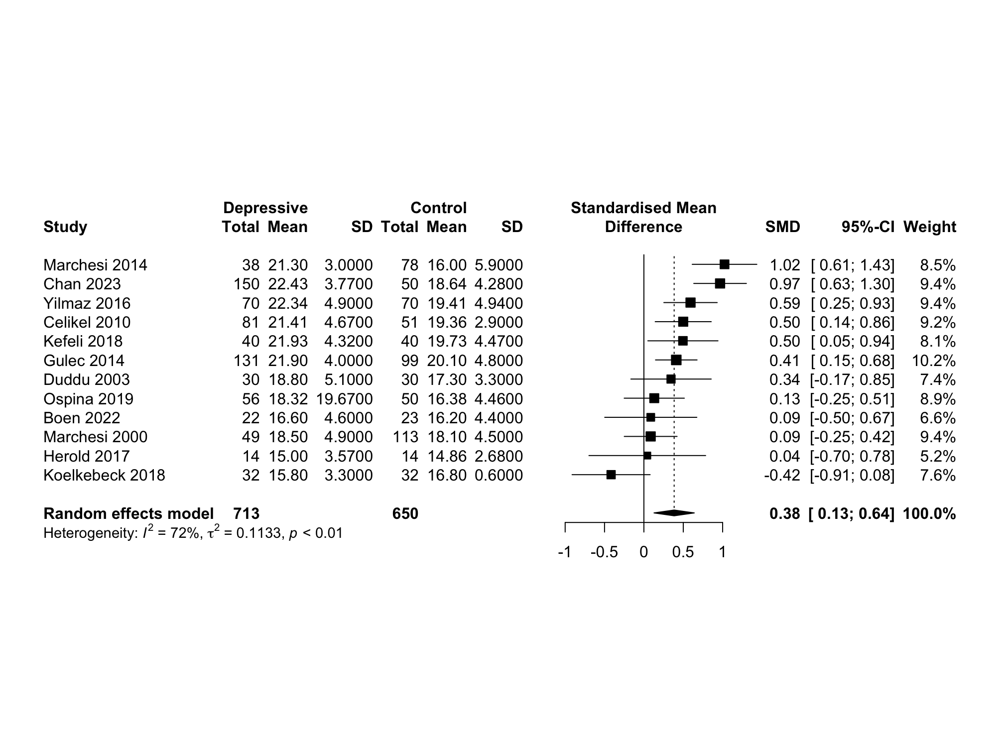 Depressive Control Standardised Mean
Study Total Mean SD Total Mean SD Difference SMD 95%-CI Weight
Marchesi 2014 38 21.30 3.0000 78 16.00 5.9000 1.02 [ 0.61; 1.43] 8.5%
Chan 2023 150 22.43 3.7700 50 18.64 4.2800 0.97 [ 0.63; 1.30] 9.4%
Yilmaz 2016 70 22.34 4.9000 70 19.41 4.9400 0.59 [ 0.25; 0.93] 9.4%
Celikel 2010 81 21.41 4.6700 51 19.36 2.9000 0.50 [ 0.14; 0.86] 9.2%
Kefeli 2018 40 21.93 4.3200 40 19.73 4.4700 0.50 [ 0.05; 0.94] 8.1%
Gulec 2014 131 21.90 4.0000 99 20.10 4.8000 0.41 [ 0.15; 0.68] 10.2%
Duddu 2003 30 18.80 5.1000 30 17.30 3.3000 0.34 [-0.17; 0.85] 7.4%
Ospina 2019 56 18.32 19.6700 50 16.38 4.4600 0.13 [-0.25; 0.51] 8.9%
Boen 2022 22 16.60 4.6000 23 16.20 4.4000 0.09 [-0.50; 0.67] 6.6%
Marchesi 2000 49 18.50 4.9000 113 18.10 4.5000 0.09 [-0.25; 0.42] 9.4%
Herold 2017 14 15.00 3.5700 14 14.86 2.6800 0.04 [-0.70; 0.78] 5.2%
Koelkebeck 2018 32 15.80 3.3000 32 16.80 0.6000 -0.42 [-0.91; 0.08] 7.6%
Random effects model 713 650 0.38 [ 0.13; 0.64] 100.0%
Heterogeneity: I² = 72%, τ² = 0.1133, p < 0.01
-1 -0.5 0 0.5 1